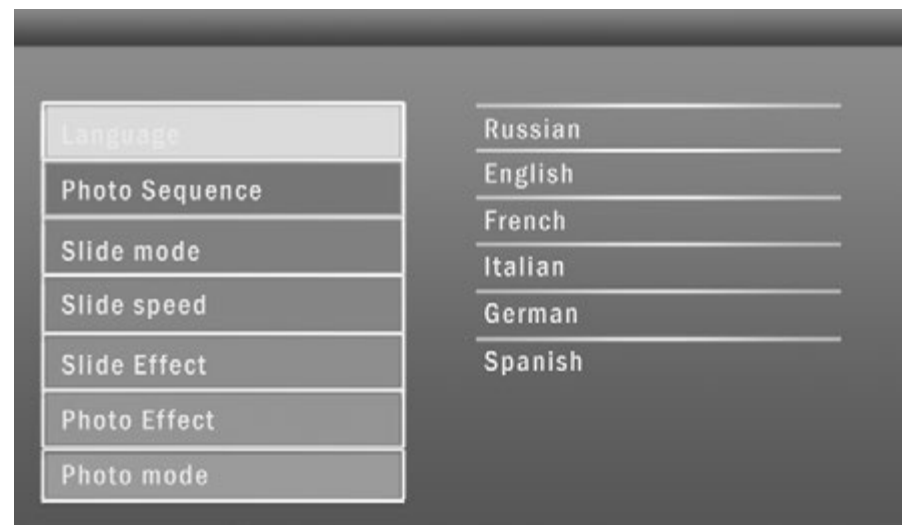 Language
Photo Sequence
Slide mode
Slide speed
Slide Effect
Photo Effect
Photo mode
Russian
English
French
Italian
German
Spanish